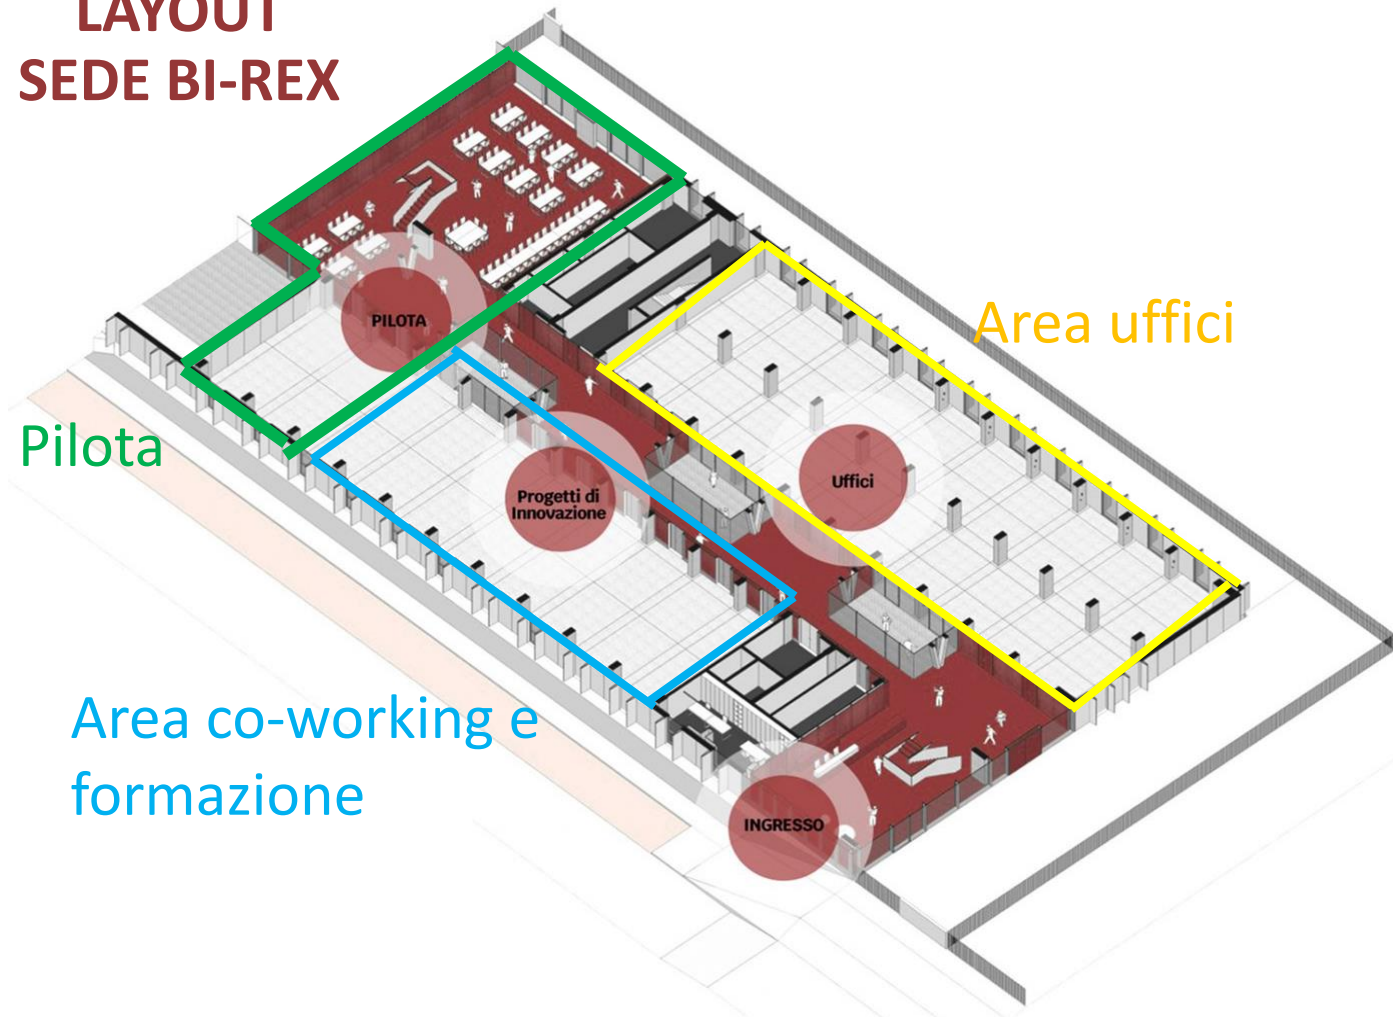 LAYOUT
SEDE BI-REX
PILOTA
Area uffici
Pilota
Uffici
Progetti di
Innovazione
Area co-working e
formazione
INGRESSO